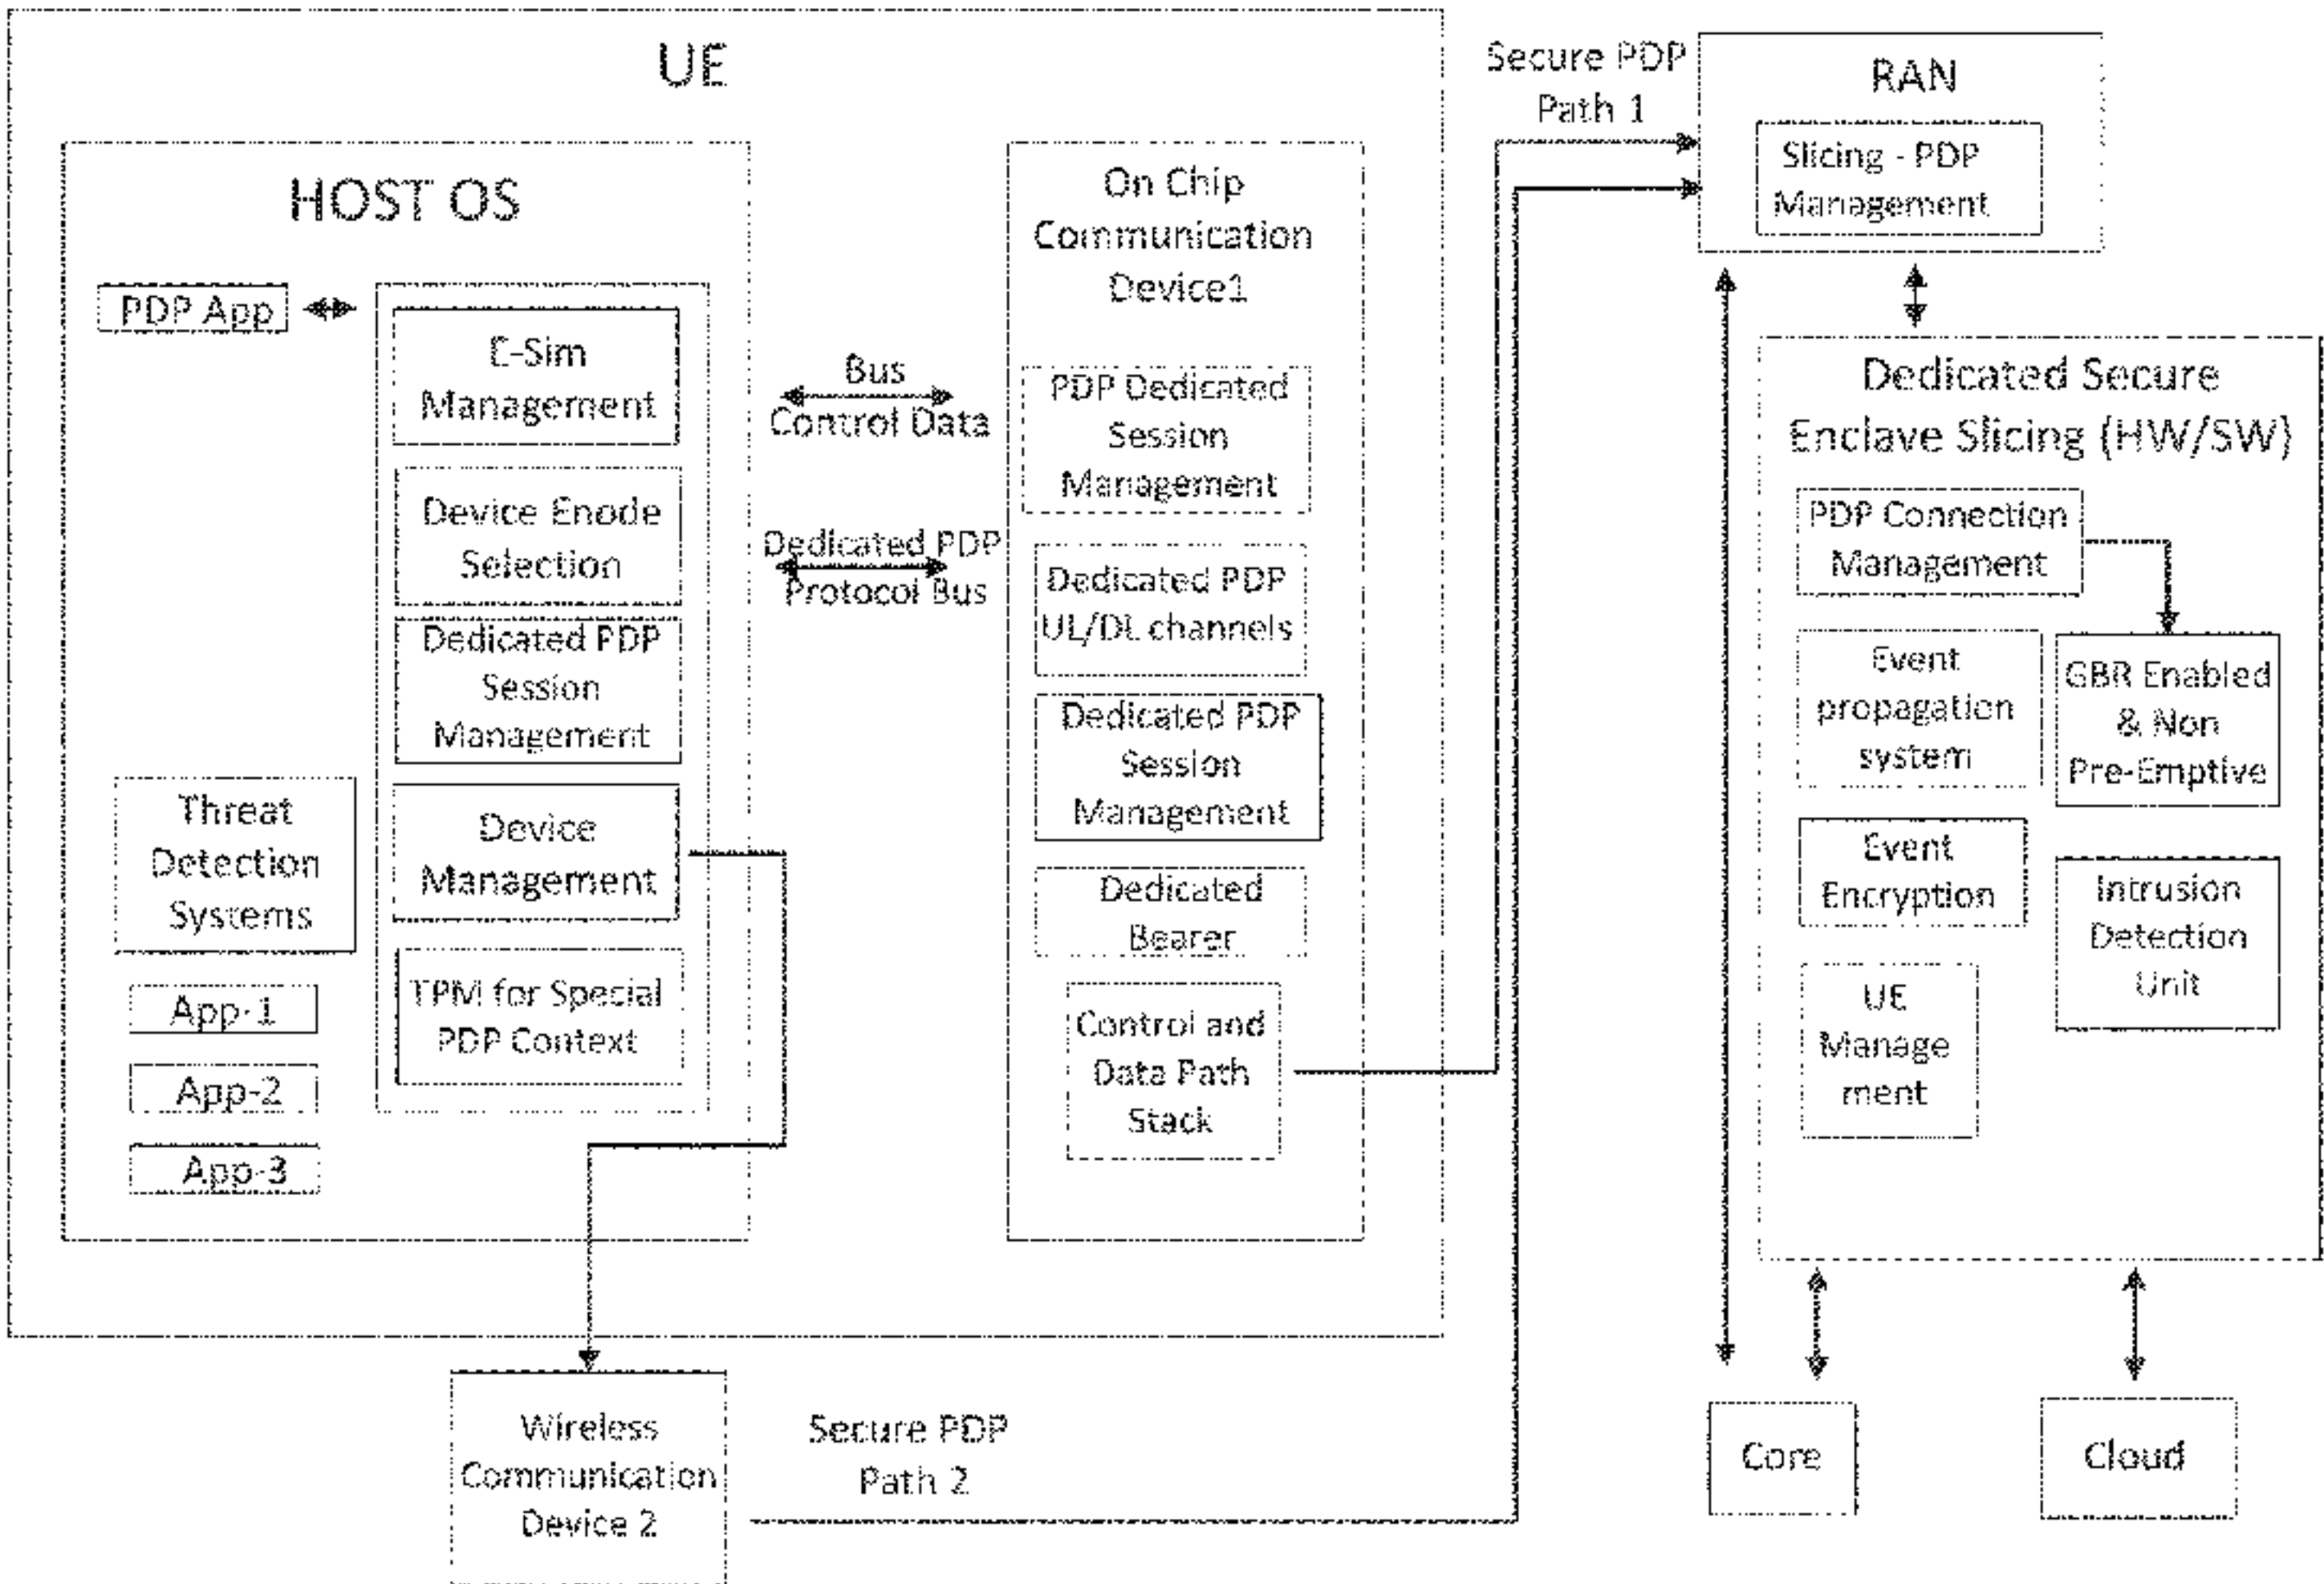 UE
HOST OS
PDP App
E-Sim
Management
Device Enode
Selection
Dedicated PDP
Session
Management
Device
Management
TPM for Special
PDP Context
Threat
Detection
Systems
App-1
App-2
App-3
Bus
Control Data
Dedicated PDP
Protocol Bus
On Chip
Communication
Device1
PDP Dedicated
Session
Management
Dedicated PDP
UL/DL channels
Dedicated PDP
Session
Management
Dedicated
Bearer
Control and
Data Path
Stack
Wireless
Communication
Device 2
Secure PDP
Path 2
Secure PDP
Path 1
RAN
Slicing - PDP
Management
Dedicated Secure
Enclave Slicing (HW/SW)
PDP Connection
Management
Event
propagation
system
GBR Enabled
& Non
Pre-Emptive
Event
Encryption
Intrusion
Detection
Unit
UE
Manage
ment
Core
Cloud